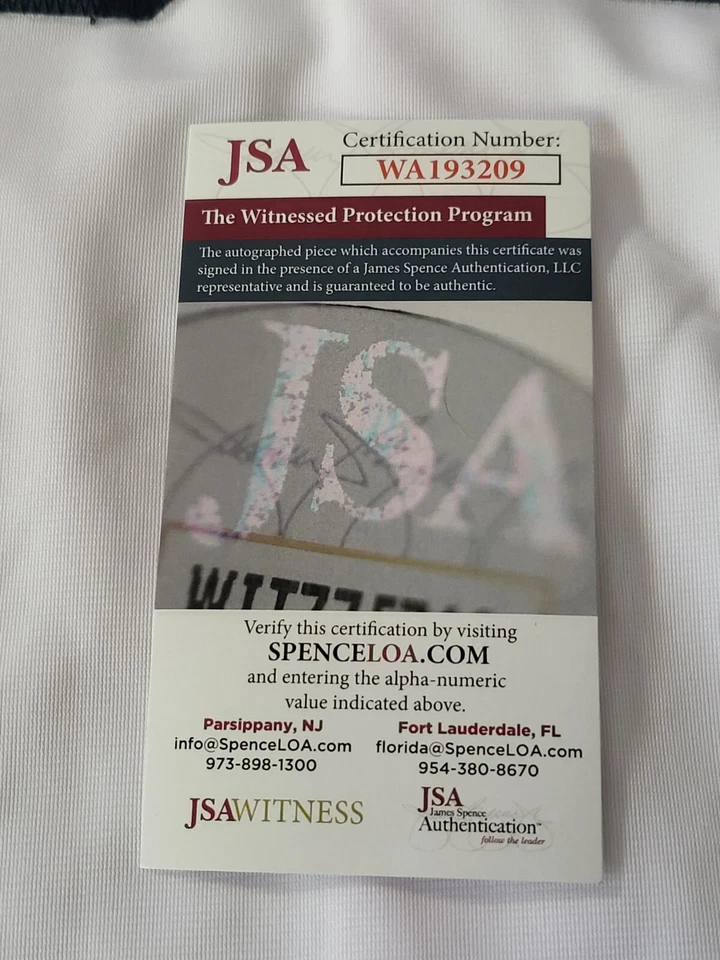 JSA
Certification Number:
WA193209
The Witnessed Protection Program
The autographed piece which accompanies this certificate was
signed in the presence of a James Spence Authentication, LLC
representative and is guaranteed to be authentic.
JSA
Verify this certification by visiting
SPENCELOA.COM
and entering the alpha-numeric
value indicated above.
Parsippany, NJ
info@SpenceLOA.com
973-898-1300
Fort Lauderdale, FL
florida@SpenceLOA.com
954-380-8670
JSAWITNESS
JSA
James Spence
Authentication™
follow the leader